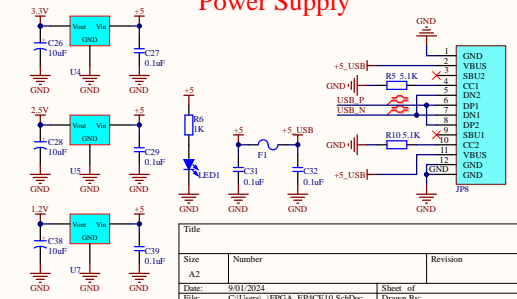 Power Supply
3.3V
+5
Vout Vin
GND
C26
10uF
C27
0.1uF
U4
GND GND GND
2.5V
+5
Vout Vin
GND
C28
10uF
C29
0.1uF
U5
GND GND GND
1.2V
+5
Vout Vin
GND
C38
10uF
C39
0.1uF
U7
GND GND GND
+5
R6
1K
LED1
GND
+5
+5_USB
F1
C31
0.1uF
C32
0.1uF
GND GND
GND
+5_USB
GND
R5 5.1K
USB_P
USB_N
GND
R10 5.1K
+5_USB
GND
GND
1 GND
2 VBUS
3 SBU2
4 CC1
5 DN2
6 DP1
7 DN1
8 DP2
9 SBU1
10 CC2
11 VBUS
12 GND
GND GND
JP8
Title
Size Number Revision
A2
Date: 9/01/2024 Sheet of
File: Drawn By: